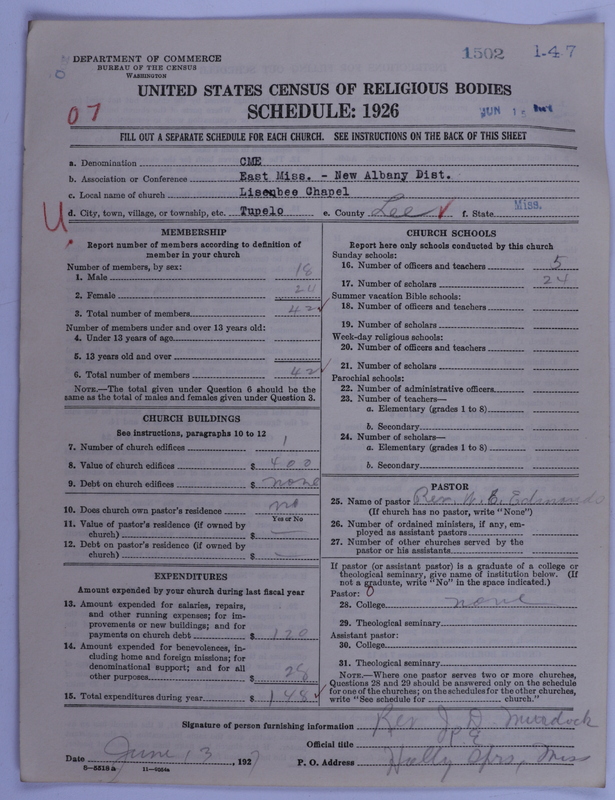 DEPARTMENT OF COMMERCE
BUREAU OF THE CENSUS
WASHINGTON
1502 1-47
07
UNITED STATES CENSUS OF RELIGIOUS BODIES
SCHEDULE: 1926
JUN
FILL OUT A SEPARATE SCHEDULE FOR EACH CHURCH. SEE INSTRUCTIONS ON THE BACK OF THIS SHEET
a. Denomination CME
b. Association or Conference East Miss. - New Albany Dist.
c. Local name of church Lisenbee Chapel
d. City, town, village, or township, etc. Tupelo e. County Lee f. State Miss.
MEMBERSHIP
Report number of members according to definition of
member in your church
Number of members, by sex:
1. Male 18
2. Female 24
3. Total number of members 42
Number of members under and over 13 years old:
4. Under 13 years of age
5. 13 years old and over
6. Total number of members 42
NOTE.—The total given under Question 6 should be the
same as the total of males and females given under Question 3.
CHURCH BUILDINGS
See instructions, paragraphs 10 to 12
7. Number of church edifices 1
8. Value of church edifices $ 400
9. Debt on church edifices $ none
10. Does church own pastor's residence no
Yes or No
11. Value of pastor's residence (if owned by
church) $ —
12. Debt on pastor's residence (if owned by
church) $ —
EXPENDITURES
Amount expended by your church during last fiscal year
13. Amount expended for salaries, repairs,
and other running expenses; for im-
provements or new buildings; and for
payments on church debt $ 120
14. Amount expended for benevolences, in-
cluding home and foreign missions; for
denominational support; and for all
other purposes $ 28
15. Total expenditures during year $ 148
CHURCH SCHOOLS
Report here only schools conducted by this church
Sunday schools:
16. Number of officers and teachers 5
17. Number of scholars 24
Summer vacation Bible schools:
18. Number of officers and teachers
19. Number of scholars
Week-day religious schools:
20. Number of officers and teachers
21. Number of scholars
Parochial schools:
22. Number of administrative officers
23. Number of teachers—
a. Elementary (grades 1 to 8)
b. Secondary
24. Number of scholars—
a. Elementary (grades 1 to 8)
b. Secondary
PASTOR
25. Name of pastor Rev. W. E. Edmonds
(If church has no pastor, write "None")
26. Number of ordained ministers, if any, em-
ployed as assistant pastors
27. Number of other churches served by the
pastor or his assistants
If pastor (or assistant pastor) is a graduate of a college or
theological seminary, give name of institution below. (If
not a graduate, write "No" in the space indicated.)
Pastor: 0
28. College none
29. Theological seminary
Assistant pastor:
30. College
31. Theological seminary
NOTE.—Where one pastor serves two or more churches,
Questions 28 and 29 should be answered only on the schedule
for one of the churches; on the schedules for the other churches,
write "See schedule for church."
Signature of person furnishing information Rev J. D. Murdock
Official title P. E
Date June 13, 1927 P. O. Address Holly Sprs, Miss
8-5518a 11-9554a